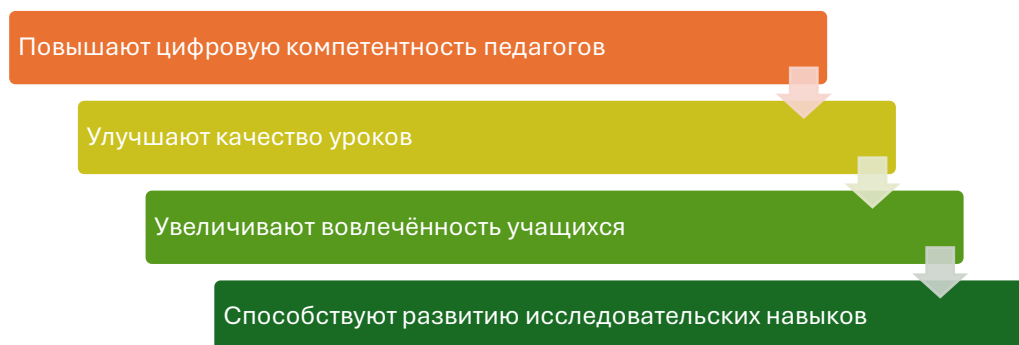 Повышают цифровую компетентность педагогов
Улучшают качество уроков
Увеличивают вовлечённость учащихся
Способствуют развитию исследовательских навыков